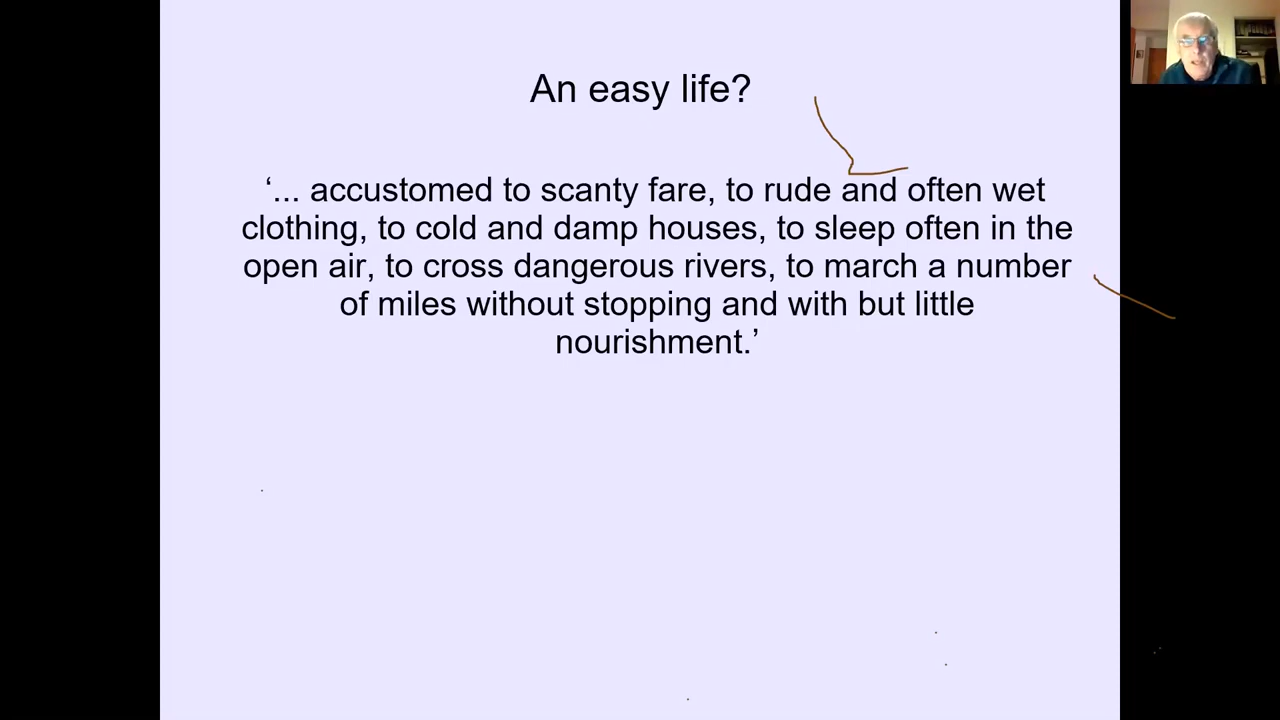 An easy life?
‘... accustomed to scanty fare, to rude and often wet
clothing, to cold and damp houses, to sleep often in the
open air, to cross dangerous rivers, to march a number
of miles without stopping and with but little
nourishment.’